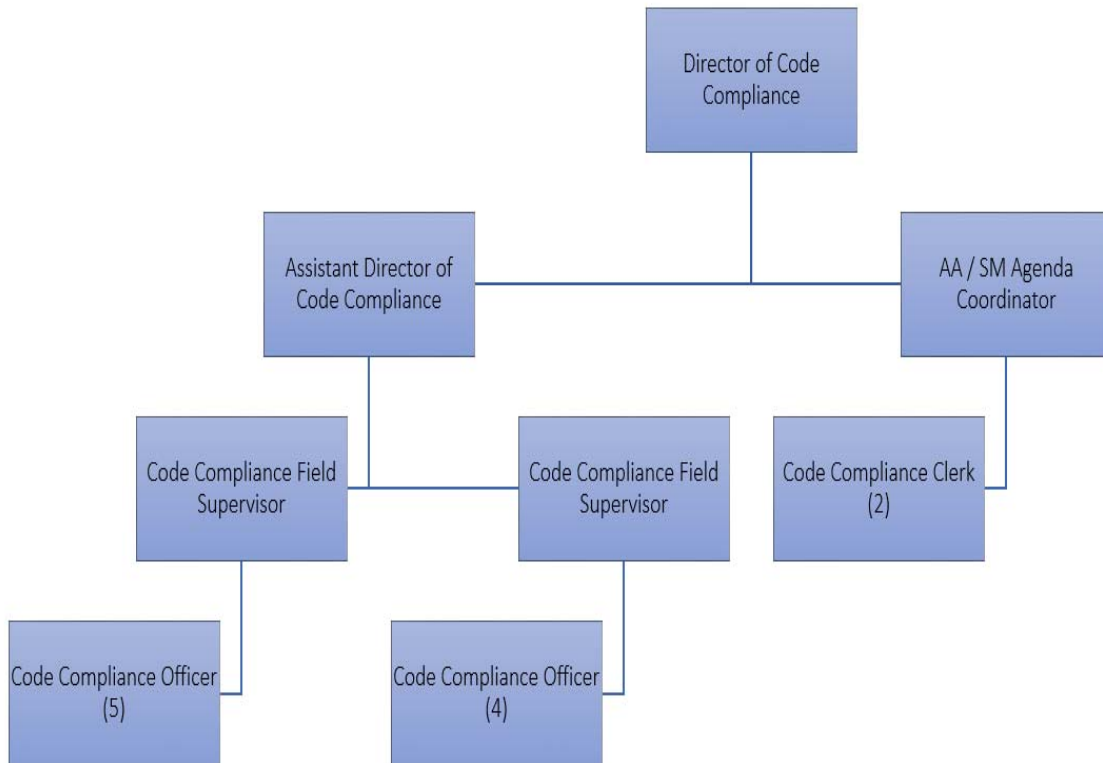 Director of Code
Compliance
Assistant Director of
Code Compliance
AA / SM Agenda
Coordinator
Code Compliance Field
Supervisor
Code Compliance Field
Supervisor
Code Compliance Clerk
(2)
Code Compliance Officer
(5)
Code Compliance Officer
(4)